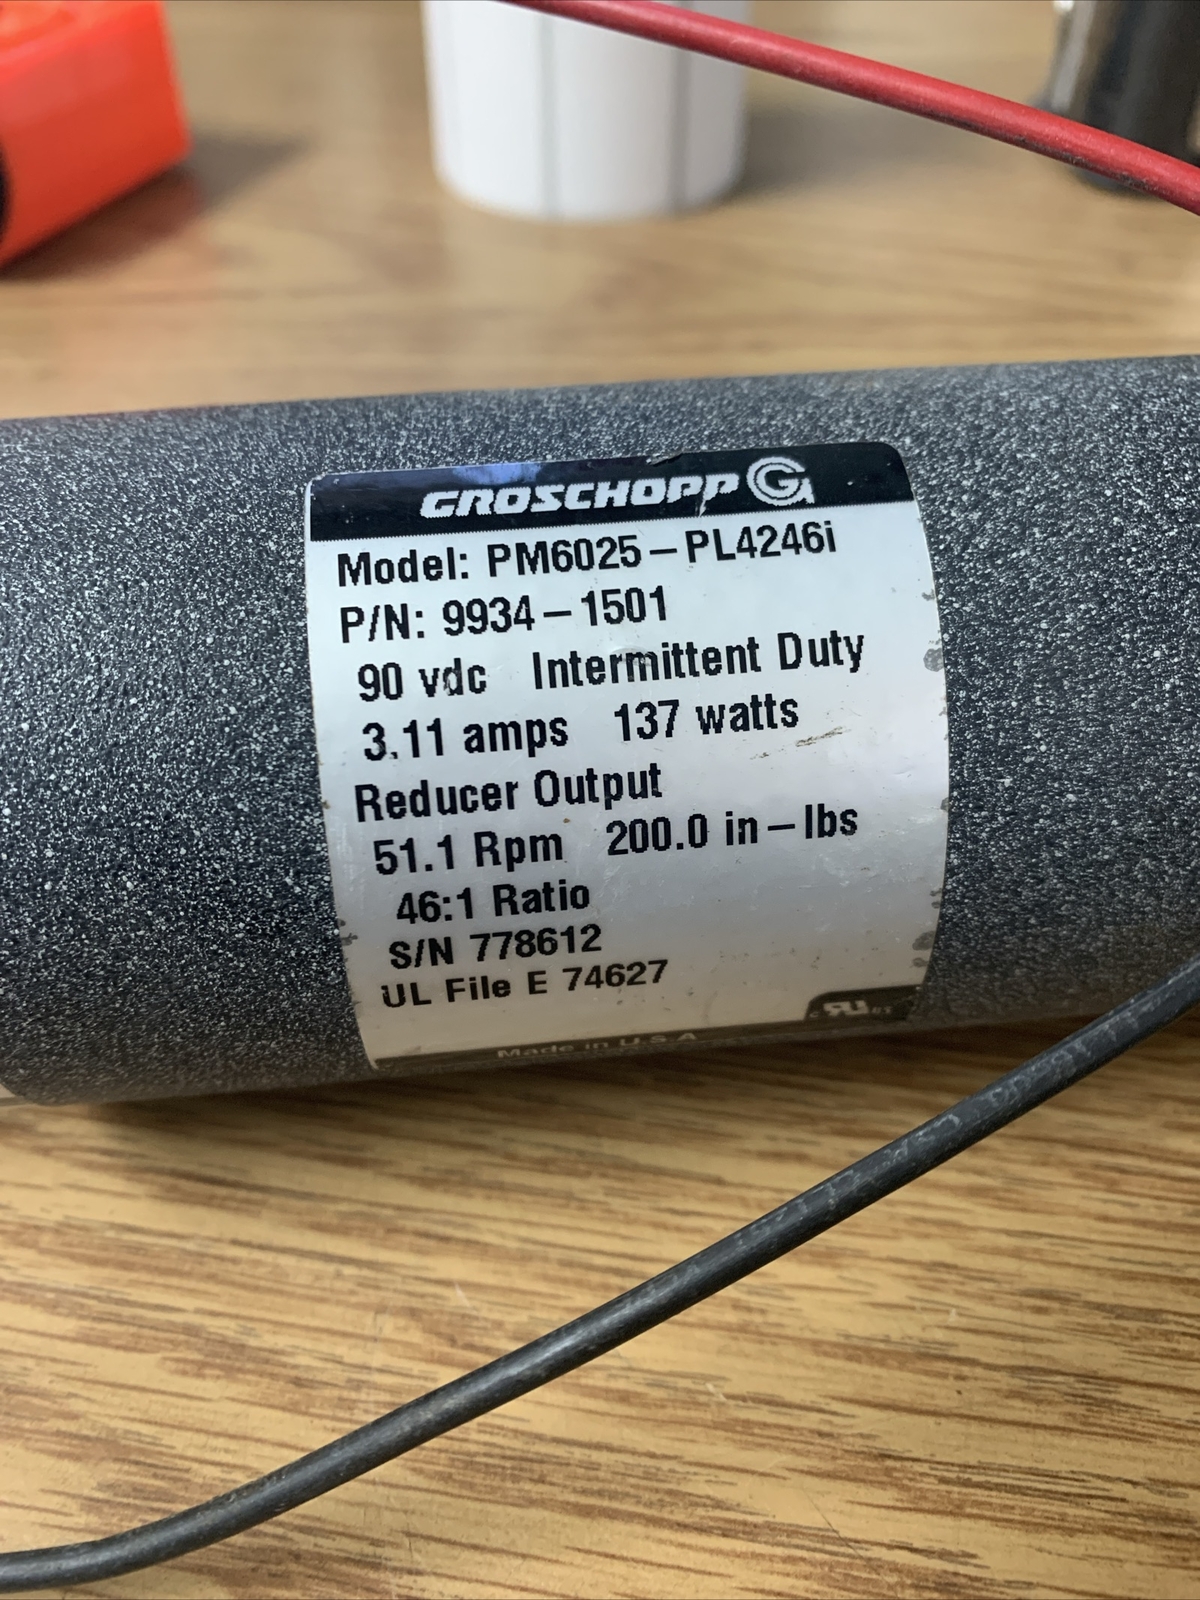 GROSCHOPP
Model: PM6025-PL4246i
P/N: 9934-1501
90 vdc Intermittent Duty
3.11 amps 137 watts
Reducer Output
51.1 Rpm 200.0 in-lbs
46:1 Ratio
S/N 778612
UL File E 74627
Made in U.S.A